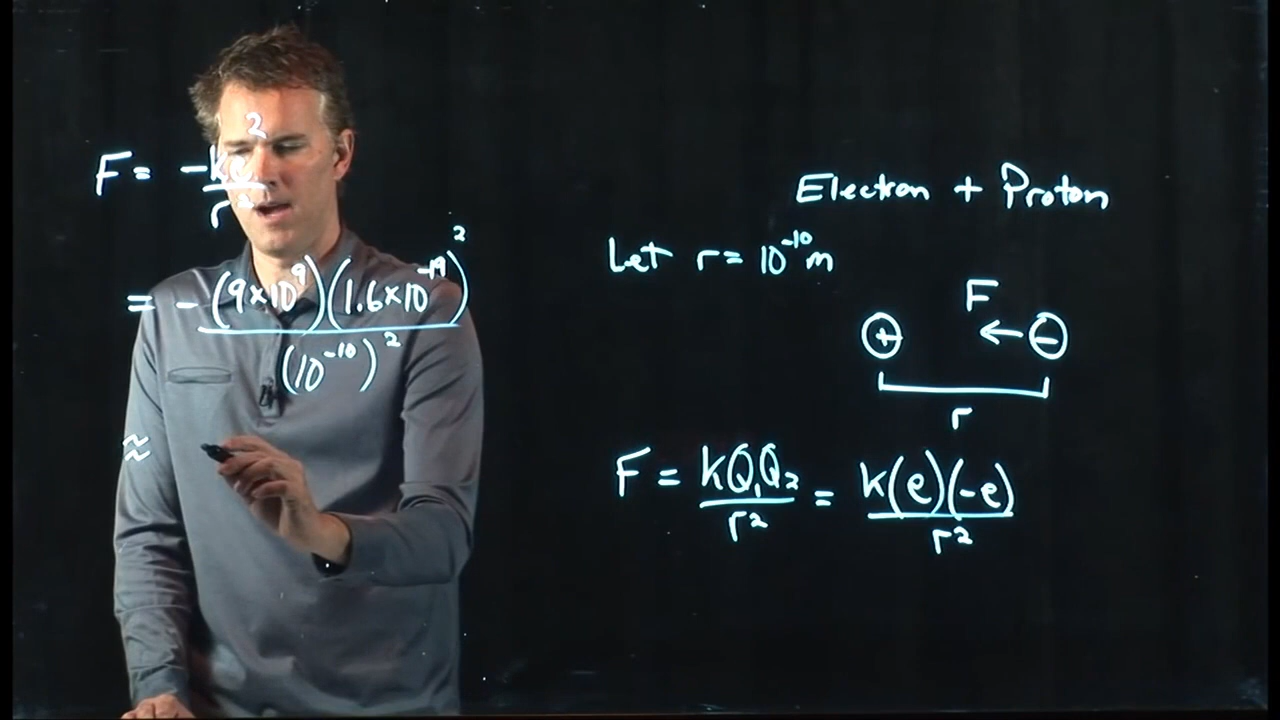 F = -ke²/r²
= -(9×10⁹)(1.6×10⁻¹⁹)²/(10⁻¹⁰)²
≈
Electron + Proton
Let r = 10⁻¹⁰m
F
+ −
r
F = kQ₁Q₂/r² = k(e)(-e)/r²